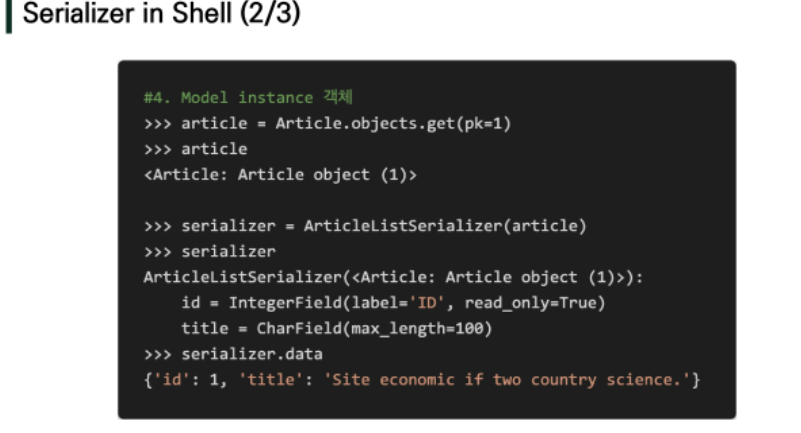 Serializer in Shell (2/3)
#4. Model instance 객체
>>> article = Article.objects.get(pk=1)
>>> article
<Article: Article object (1)>
>>> serializer = ArticleListSerializer(article)
>>> serializer
ArticleListSerializer(<Article: Article object (1)>):
    id = IntegerField(label='ID', read_only=True)
    title = CharField(max_length=100)
>>> serializer.data
{'id': 1, 'title': 'Site economic if two country science.'}